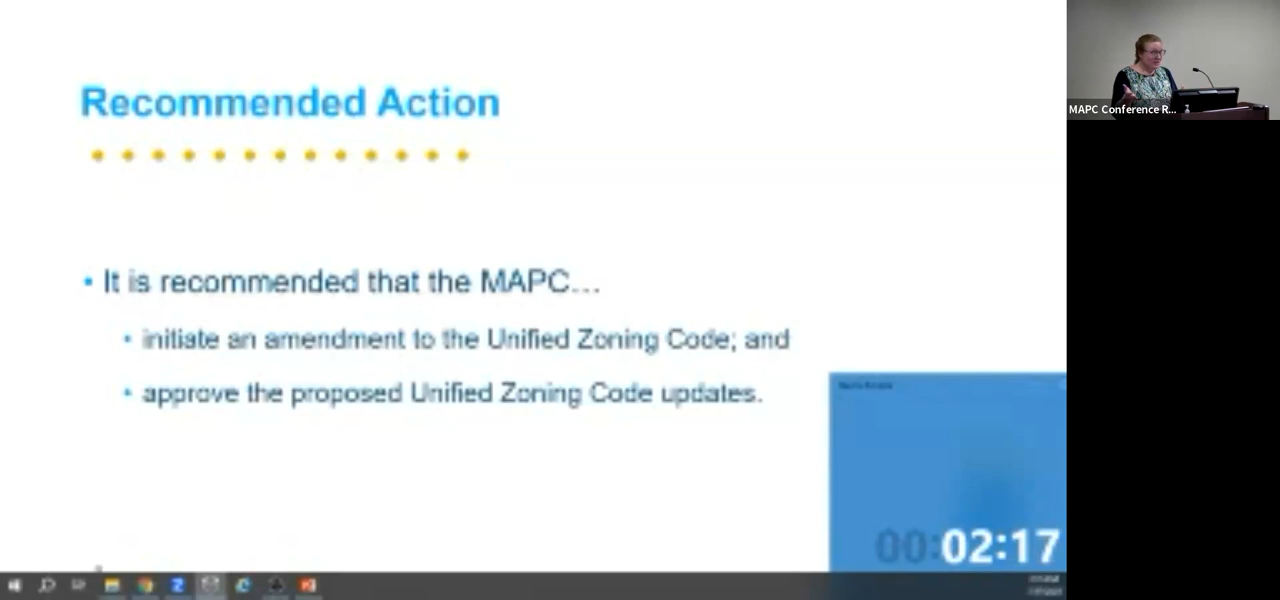 Recommended Action
• It is recommended that the MAPC...
• initiate an amendment to the Unified Zoning Code; and
• approve the proposed Unified Zoning Code updates.
00:02:17
MAPC Conference R...